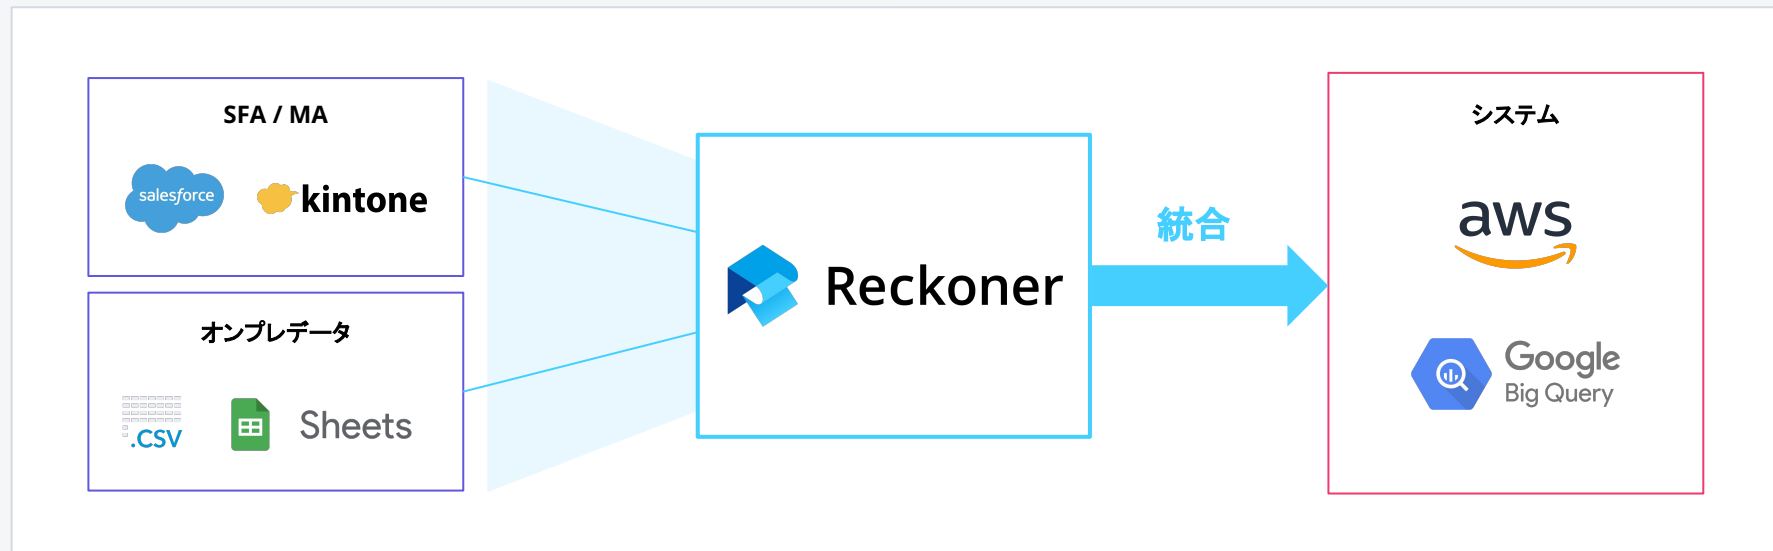 SFA / MA
salesforce
kintone
オンプレデータ
.CSV
Sheets
Reckoner
統合
システム
aws
Google
Big Query